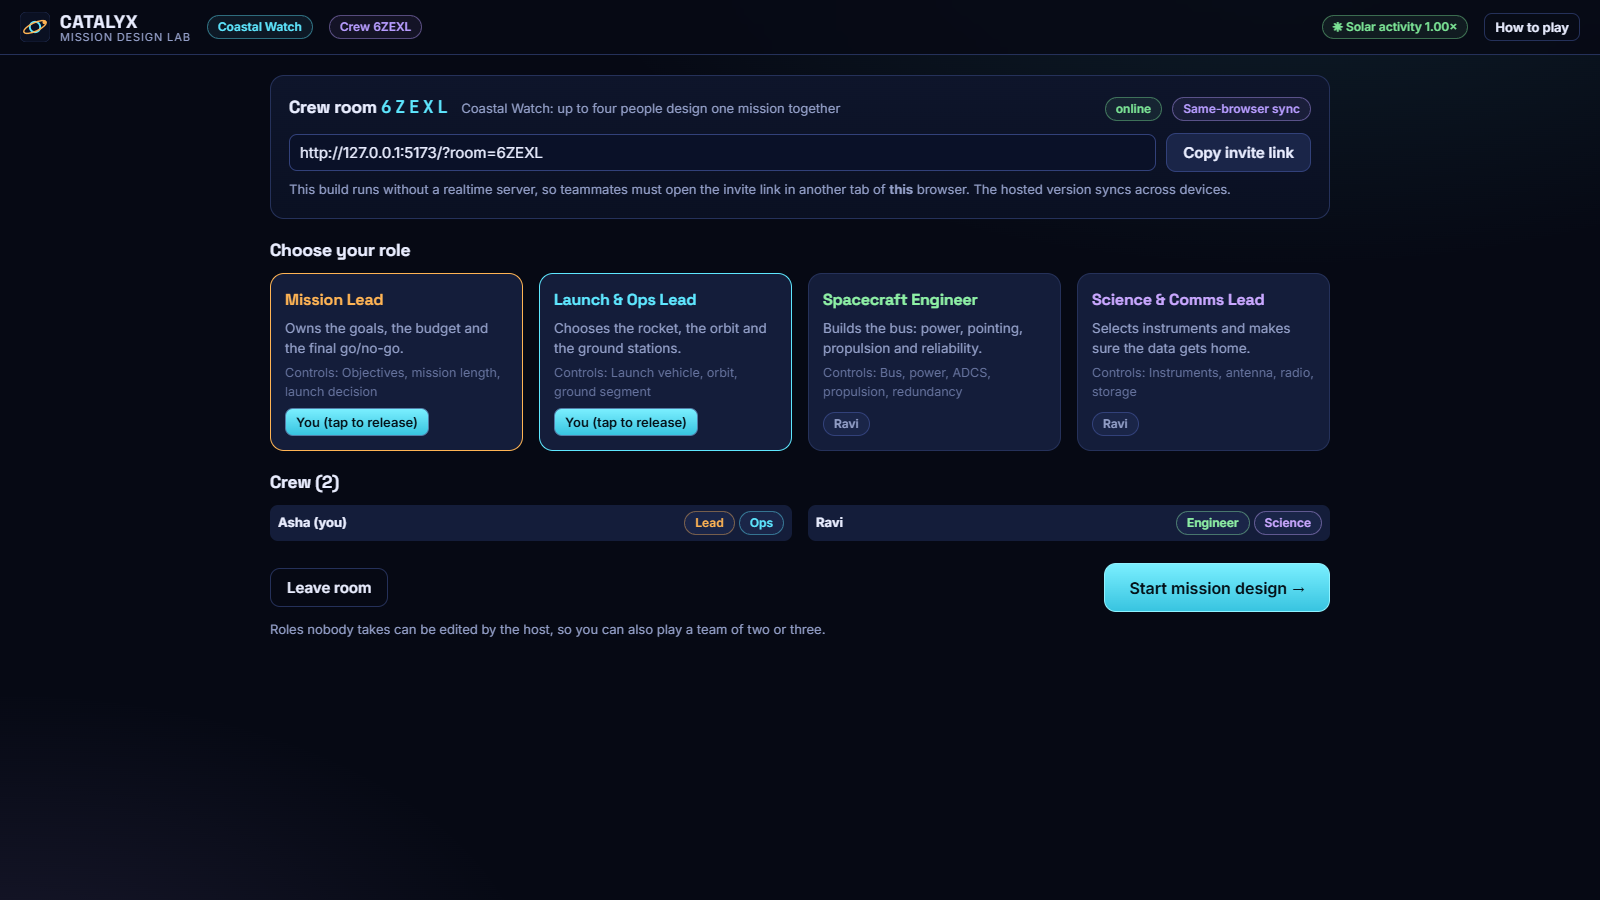 CATALYX
MISSION DESIGN LAB
Coastal Watch
Crew 6ZEXL
☀ Solar activity 1.00×
How to play
Crew room 6ZEXL Coastal Watch: up to four people design one mission together
online
Same-browser sync
http://127.0.0.1:5173/?room=6ZEXL
Copy invite link
This build runs without a realtime server, so teammates must open the invite link in another tab of this browser. The hosted version syncs across devices.
Choose your role
Mission Lead
Owns the goals, the budget and
the final go/no-go.
Controls: Objectives, mission length,
launch decision
You (tap to release)
Launch & Ops Lead
Chooses the rocket, the orbit and
the ground stations.
Controls: Launch vehicle, orbit,
ground segment
You (tap to release)
Spacecraft Engineer
Builds the bus: power, pointing,
propulsion and reliability.
Controls: Bus, power, ADCS,
propulsion, redundancy
Ravi
Science & Comms Lead
Selects instruments and makes
sure the data gets home.
Controls: Instruments, antenna, radio,
storage
Ravi
Crew (2)
Asha (you)
Lead
Ops
Ravi
Engineer
Science
Leave room
Start mission design →
Roles nobody takes can be edited by the host, so you can also play a team of two or three.